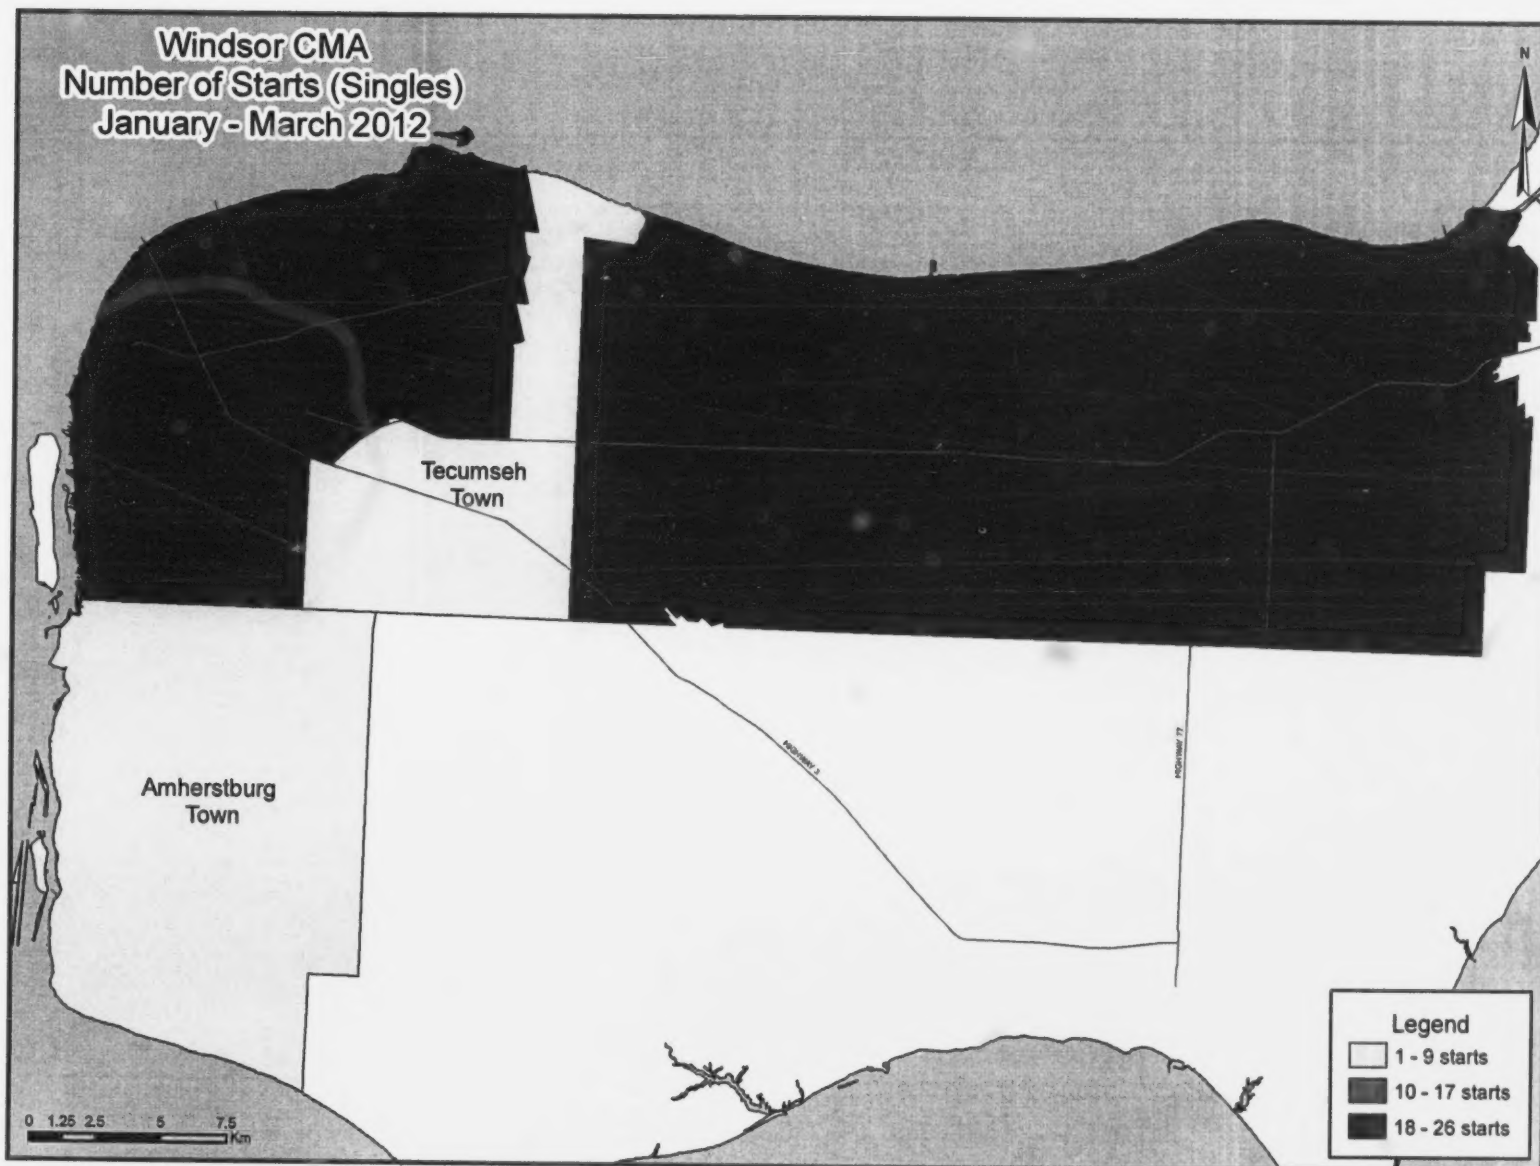 Windsor CMA
Number of Starts (Singles)
January - March 2012
N
Tecumseh
Town
HIGHWAY 3
HIGHWAY 77
Amherstburg
Town
Legend
1 - 9 starts
10 - 17 starts
18 - 26 starts
0 1.25 2.5 5 7.5
Km